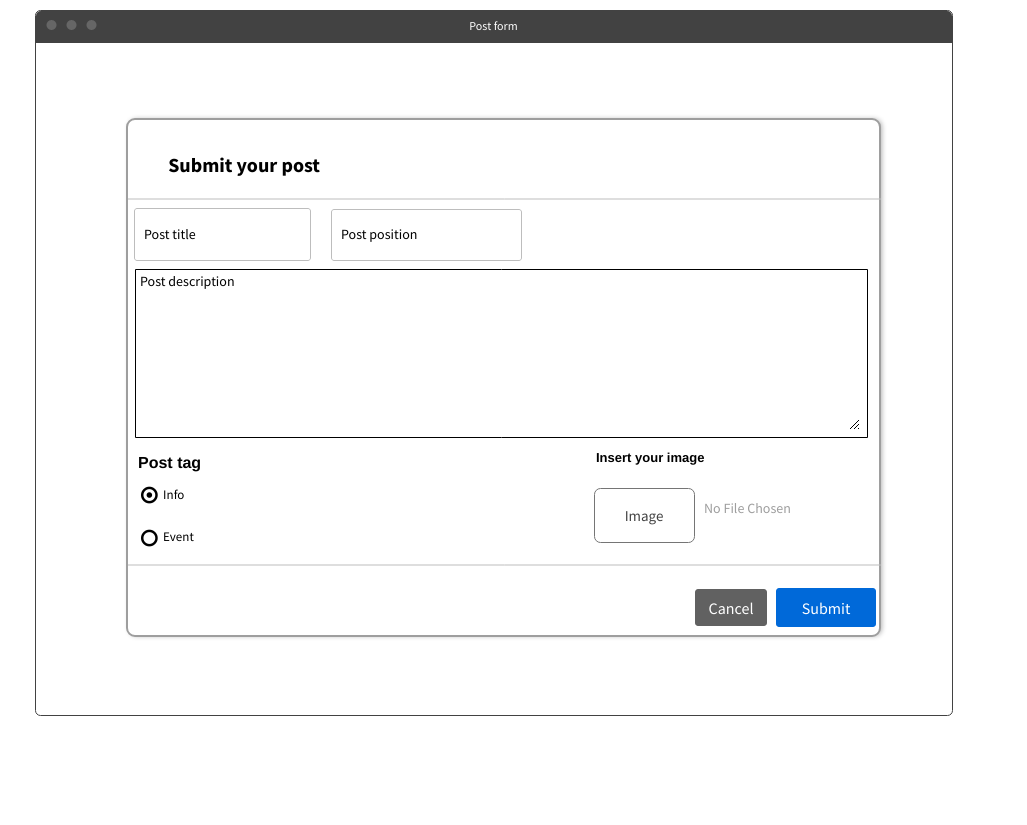 Post form
Submit your post
Post title
Post position
Post description
Post tag
Insert your image
Info
Image
No File Chosen
Event
Cancel
Submit